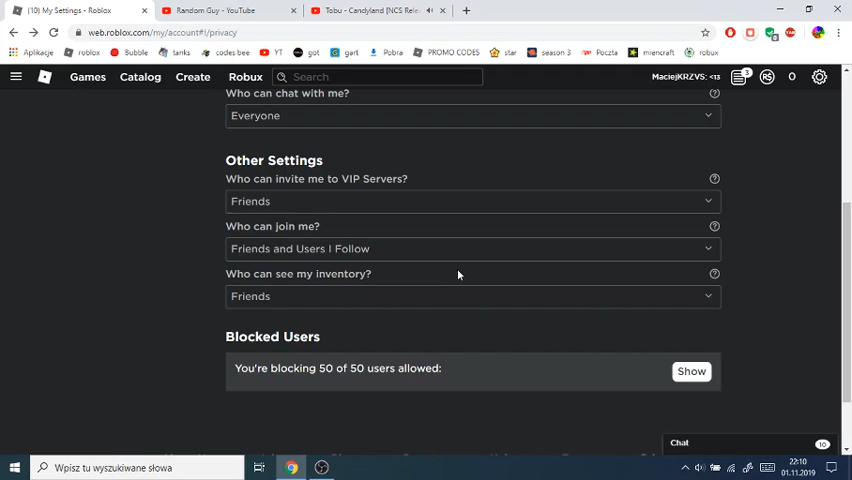 (10) My Settings - Roblox
Random Guy - YouTube
Tobu - Candyland [NCS Rele
web.roblox.com/my/account#!/privacy
Aplikacje
roblox
Bubble
tanks
codes bee
YT
got
gart
Pobra
PROMO CODES
star
season 3
Poczta
miencraft
robux
Games
Catalog
Create
Robux
Search
MaciejKRZVS: <13
3
0
Who can chat with me?
Everyone
Other Settings
Who can invite me to VIP Servers?
Friends
Who can join me?
Friends and Users I Follow
Who can see my inventory?
Friends
Blocked Users
You're blocking 50 of 50 users allowed:
Show
Chat
10
Wpisz tu wyszukiwane słowa
22:10
01.11.2019